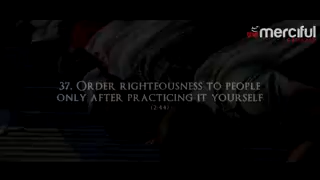 merciful
37. Order righteousness to people
only after practicing it yourself
(2:44)